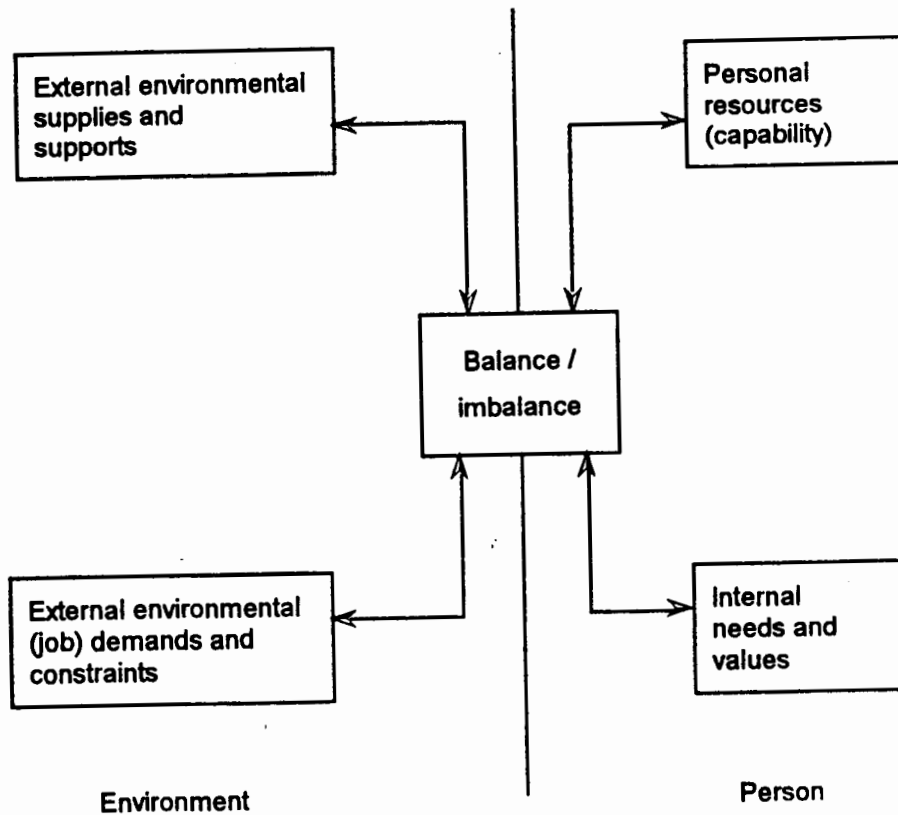 External environmental
supplies and
supports
Personal
resources
(capability)
Balance /
imbalance
External environmental
(job) demands and
constraints
Internal
needs and
values
Environment
Person